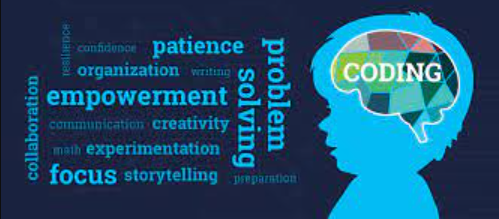 resilience
confidence
patience
organization
writing
collaboration
empowerment
problem
solving
communication
creativity
math
experimentation
focus
storytelling
preparation
CODING